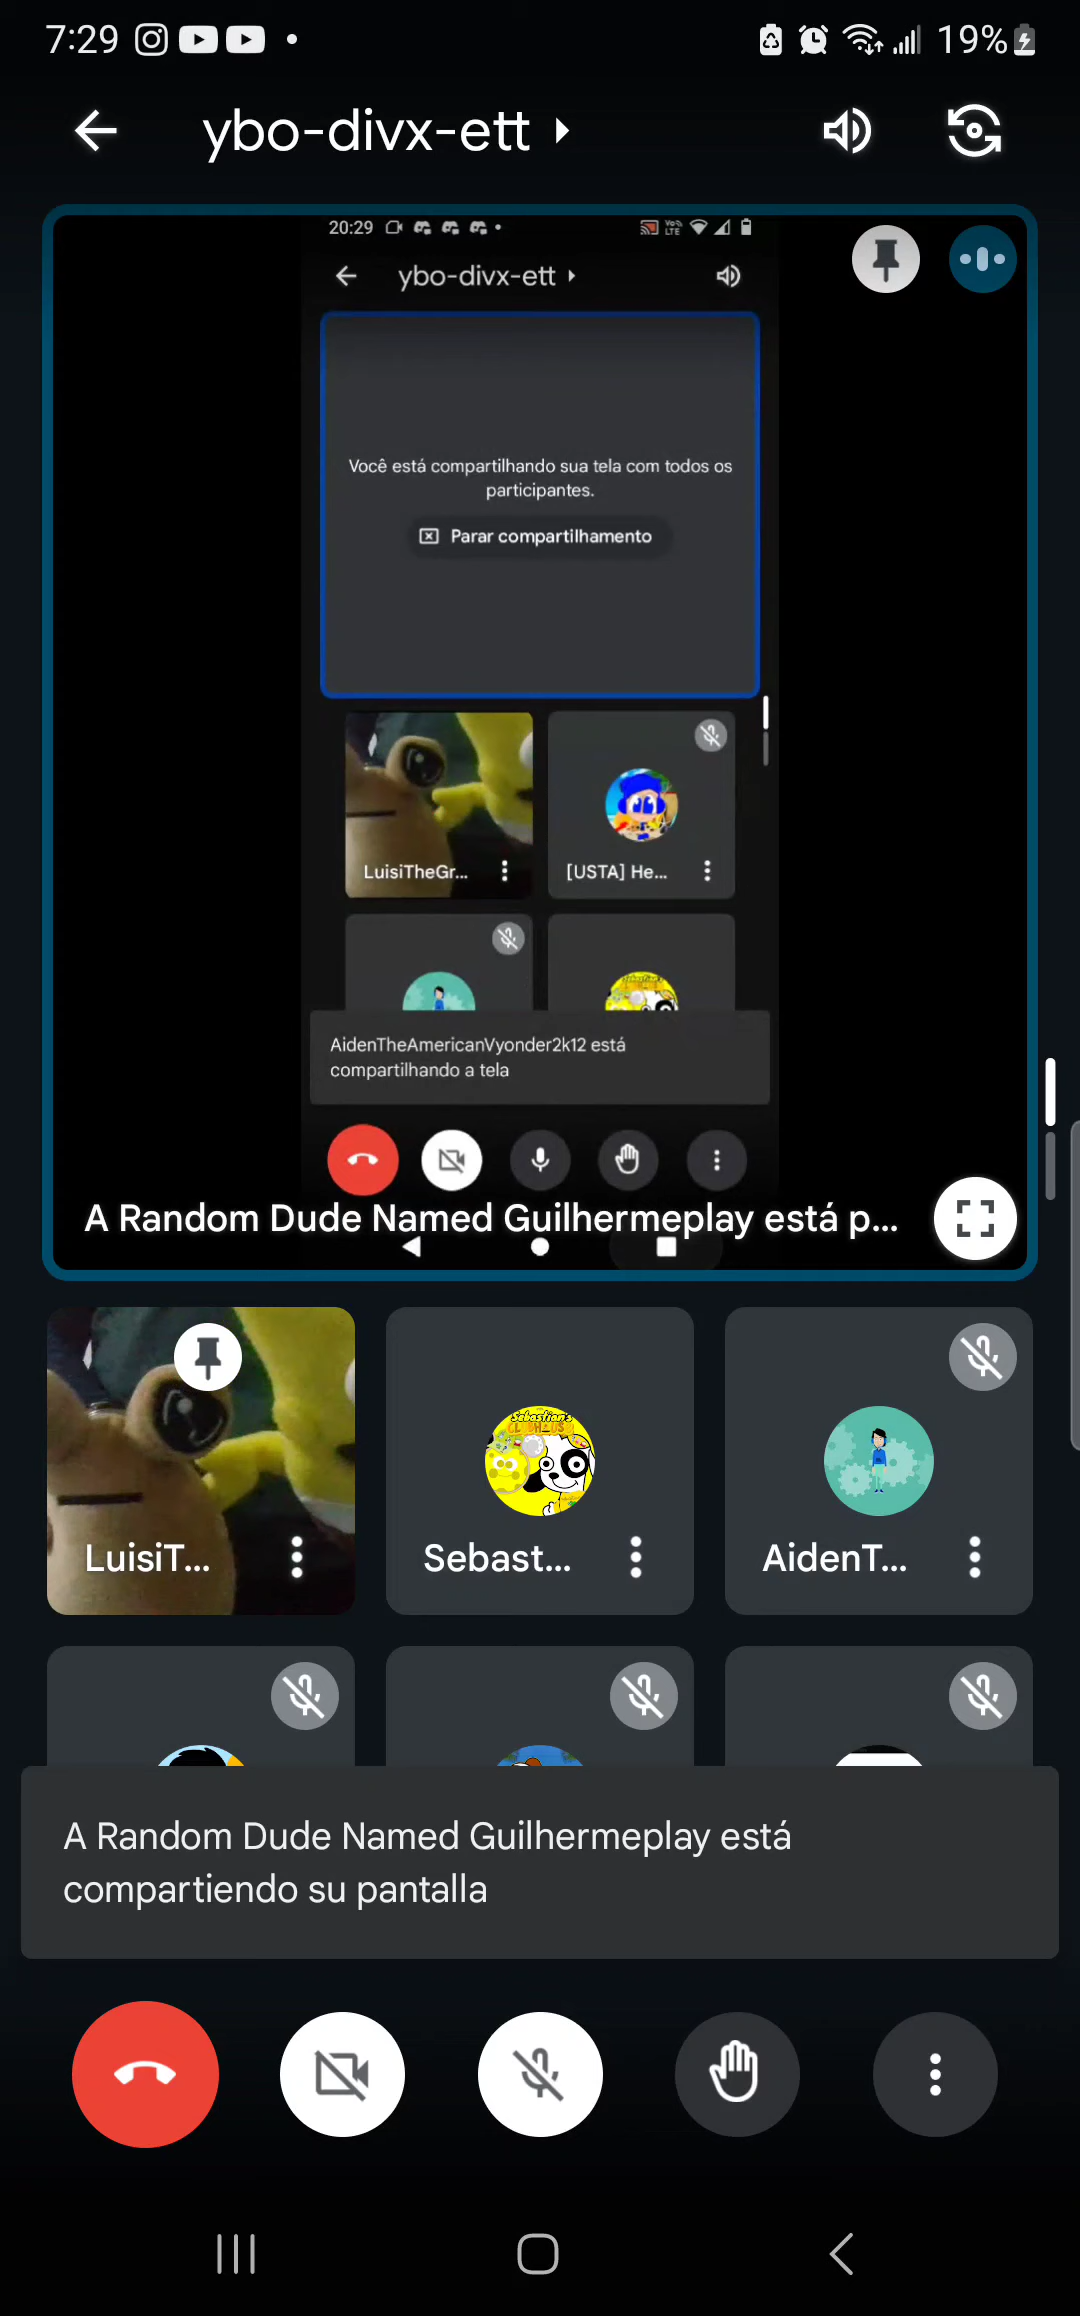 7:29
19%
ybo-divx-ett
20:29
ybo-divx-ett
Você está compartilhando sua tela com todos os
participantes.
Parar compartilhamento
LuisiTheGr...
[USTA] He...
AidenTheAmericanVyonder2k12 está
compartilhando a tela
A Random Dude Named Guilhermeplay está p...
Sebastian's
LuisiT...
Sebast...
AidenT...
A Random Dude Named Guilhermeplay está
compartiendo su pantalla